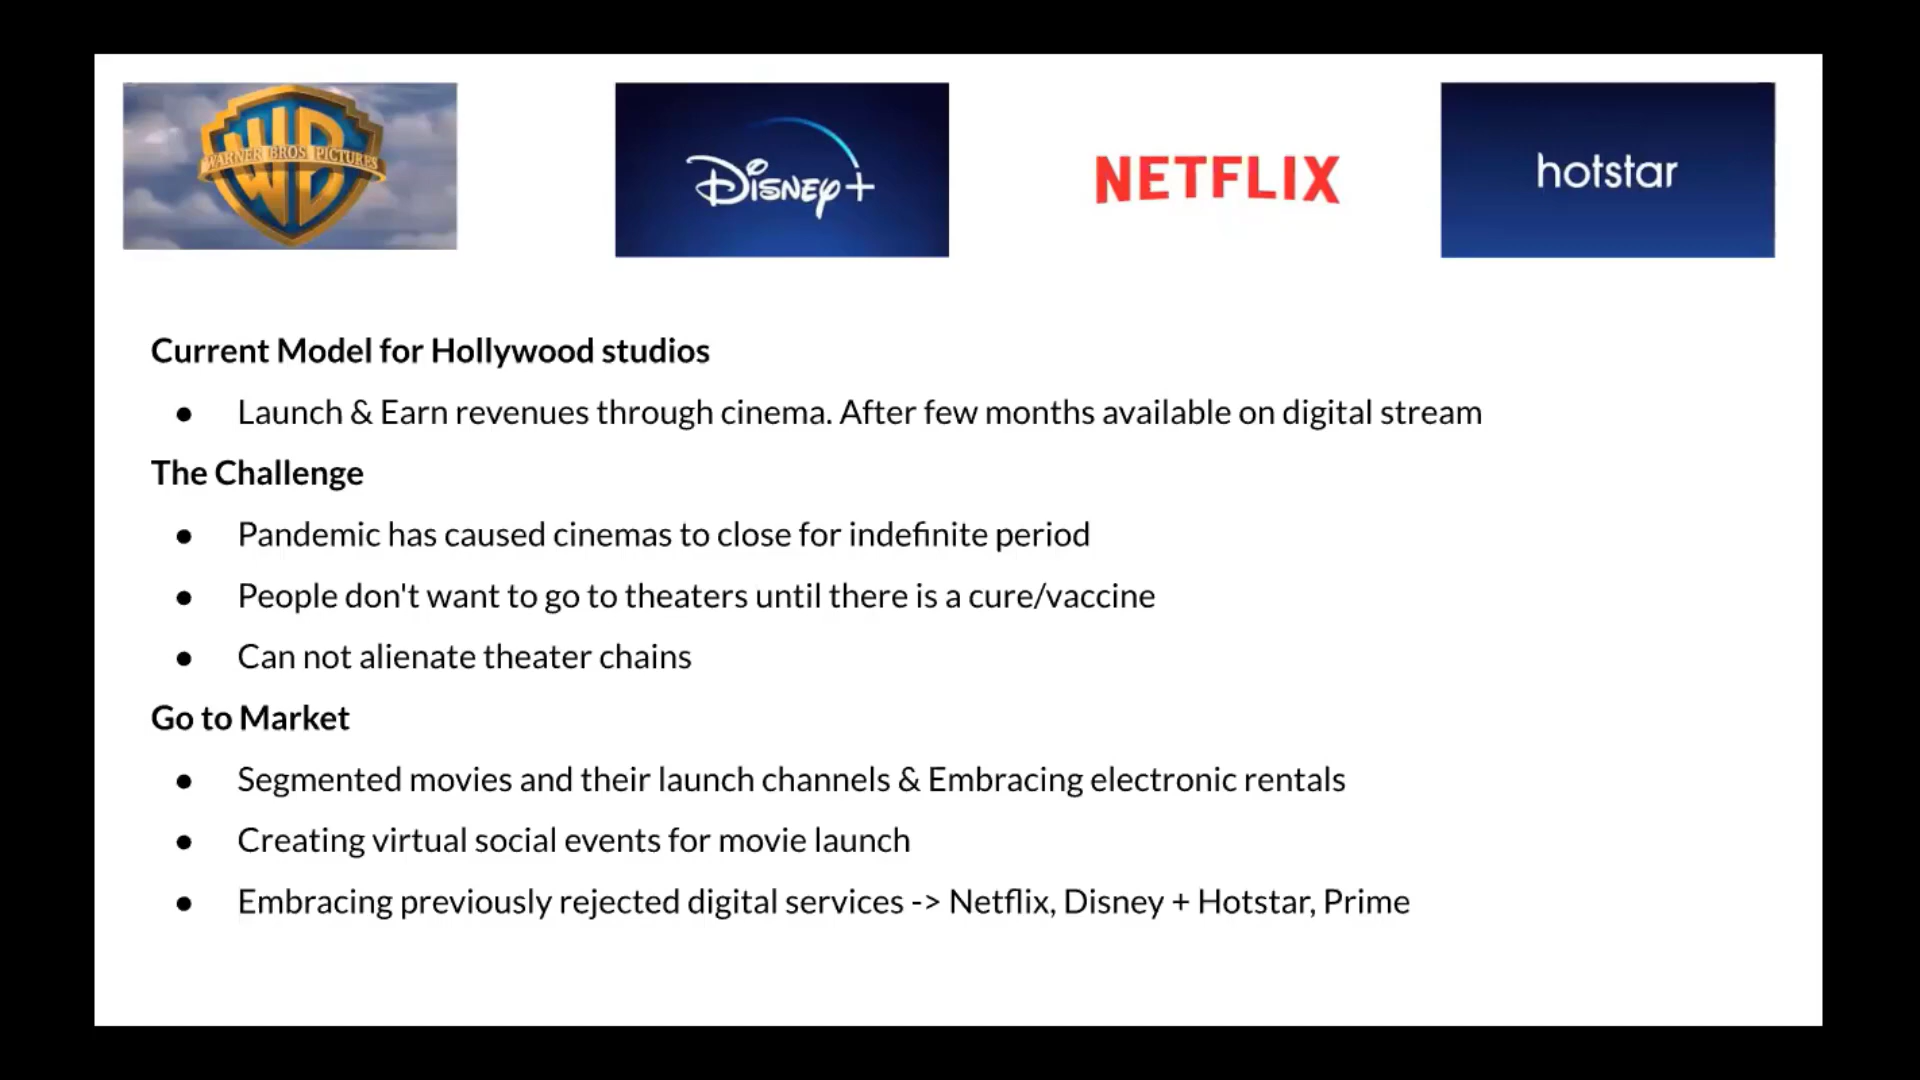 WB
WARNER BROS PICTURES
Disney+
NETFLIX
hotstar
Current Model for Hollywood studios
● Launch & Earn revenues through cinema. After few months available on digital stream
The Challenge
● Pandemic has caused cinemas to close for indefinite period
● People don't want to go to theaters until there is a cure/vaccine
● Can not alienate theater chains
Go to Market
● Segmented movies and their launch channels & Embracing electronic rentals
● Creating virtual social events for movie launch
● Embracing previously rejected digital services -> Netflix, Disney + Hotstar, Prime